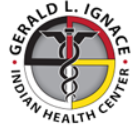 GERALD L. IGNACE
INDIAN HEALTH CENTER